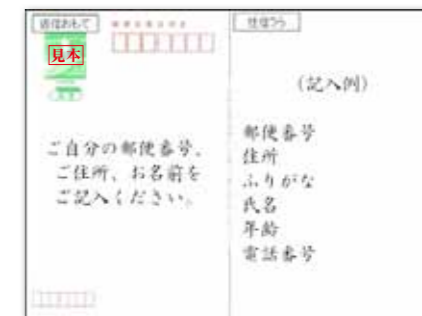 返信おもて
見本
ご自分の郵便番号、
ご住所、お名前を
ご記入ください。
往信うら
(記入例)
郵便番号
住所
ふりがな
氏名
年齢
電話番号